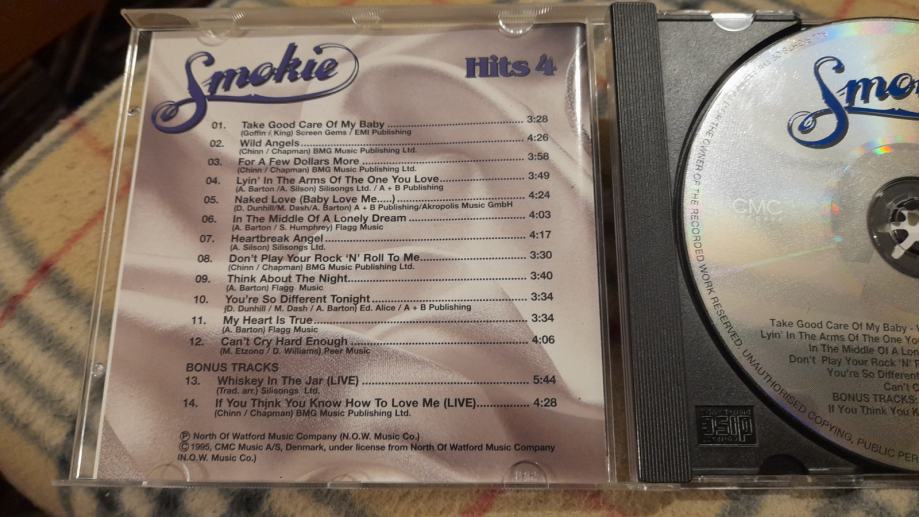 Smokie
Hits 4
01. Take Good Care Of My Baby 3:28
(Goffin / King) Screen Gems / EMI Publishing
02. Wild Angels 4:26
(Chinn / Chapman) BMG Music Publishing Ltd.
03. For A Few Dollars More 3:58
(Chinn / Chapman) BMG Music Publishing Ltd.
04. Lyin' In The Arms Of The One You Love 3:49
(A. Barton /A. Silson) Silisongs Ltd. / A + B Publishing
05. Naked Love (Baby Love Me.....) 4:24
(D. Dunhill/M. Dash/A. Barton) A + B Publishing/Akropolis Music GmbH
06. In The Middle Of A Lonely Dream 4:03
(A. Barton / S. Humphrey) Flagg Music
07. Heartbreak Angel 4:17
(A. Silson) Silisongs Ltd.
08. Don't Play Your Rock 'N' Roll To Me 3:30
(Chinn / Chapman) BMG Music Publishing Ltd.
09. Think About The Night 3:40
(A. Barton) Flagg Music
10. You're So Different Tonight 3:34
(D. Dunhill / M. Dash / A. Barton) Ed. Alice / A + B Publishing
11. My Heart Is True 3:34
(A. Barton) Flagg Music
12. Can't Cry Hard Enough 4:06
(M. Etzono / D. Williams) Peer Music
BONUS TRACKS
13. Whiskey In The Jar (LIVE) 5:44
(Trad. arr.) Silisongs Ltd.
14. If You Think You Know How To Love Me (LIVE) 4:28
(Chinn / Chapman) BMG Music Publishing Ltd.
Ⓟ North Of Watford Music Company (N.O.W. Music Co.)
© 1995, CMC Music A/S, Denmark, under license from North Of Watford Music Company
(N.O.W. Music Co.)
Smo
CMC
THE OWNER OF THE RECORDED WORK RESERVED. UNAUTHORISED COPYING, PUBLIC PER
Take Good Care Of My Baby -
Lyin' In The Arms Of The One You
In The Middle Of A Lon
Don't Play Your Rock 'N'
You're So Different
Can't C
BONUS TRACKS:
If You Think You K